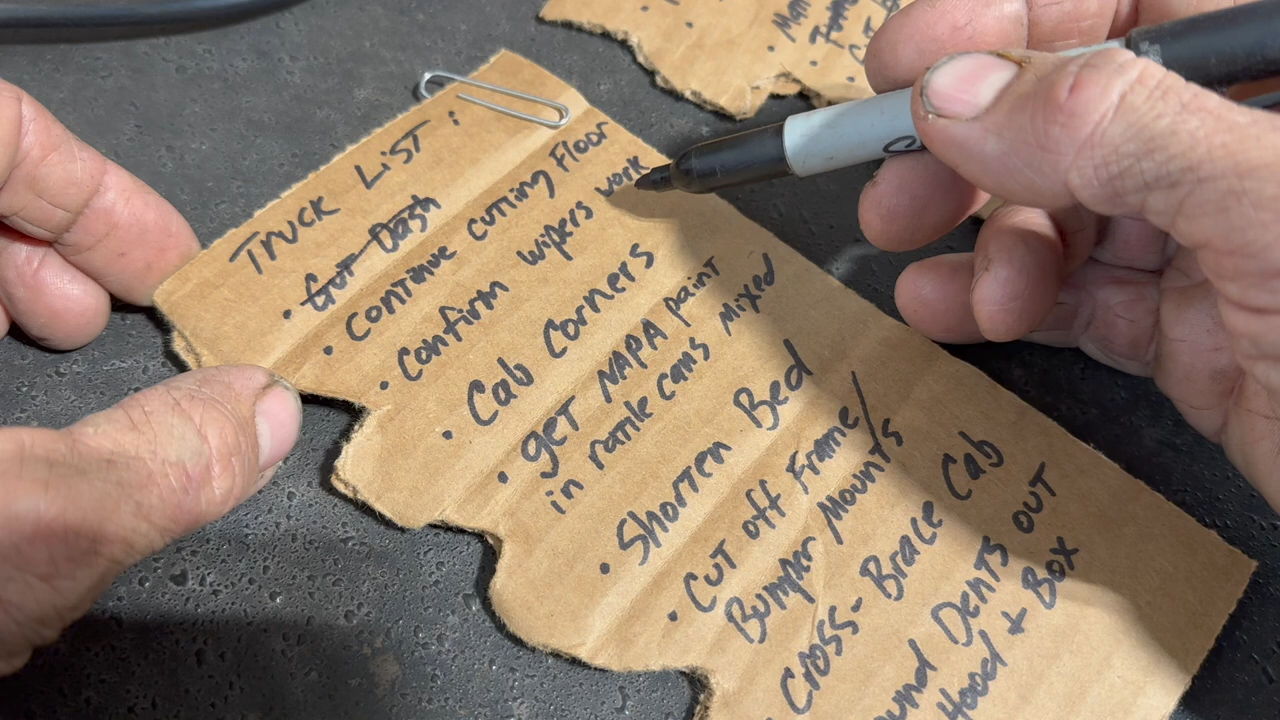 Truck List:
• Gut Dash
• Continue cutting Floor
• Confirm wipers work
• Cab Corners
• get NAPA paint
in rattle cans Mixed
• Shorten Bed
• Cut off Frame/
Bumper Mounts
• Cross-Brace Cab
Dents out
Hood + Box